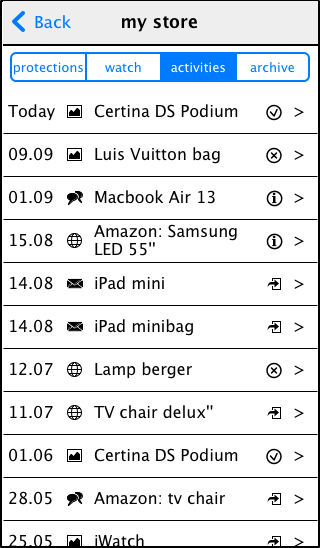 Back my store
protections watch activities archive
Today Certina DS Podium >
09.09 Luis Vuitton bag >
01.09 Macbook Air 13 >
15.08 Amazon: Samsung LED 55" >
14.08 iPad mini >
14.08 iPad minibag >
12.07 Lamp berger >
11.07 TV chair delux" >
01.06 Certina DS Podium >
28.05 Amazon: tv chair >
25.05 iWatch >